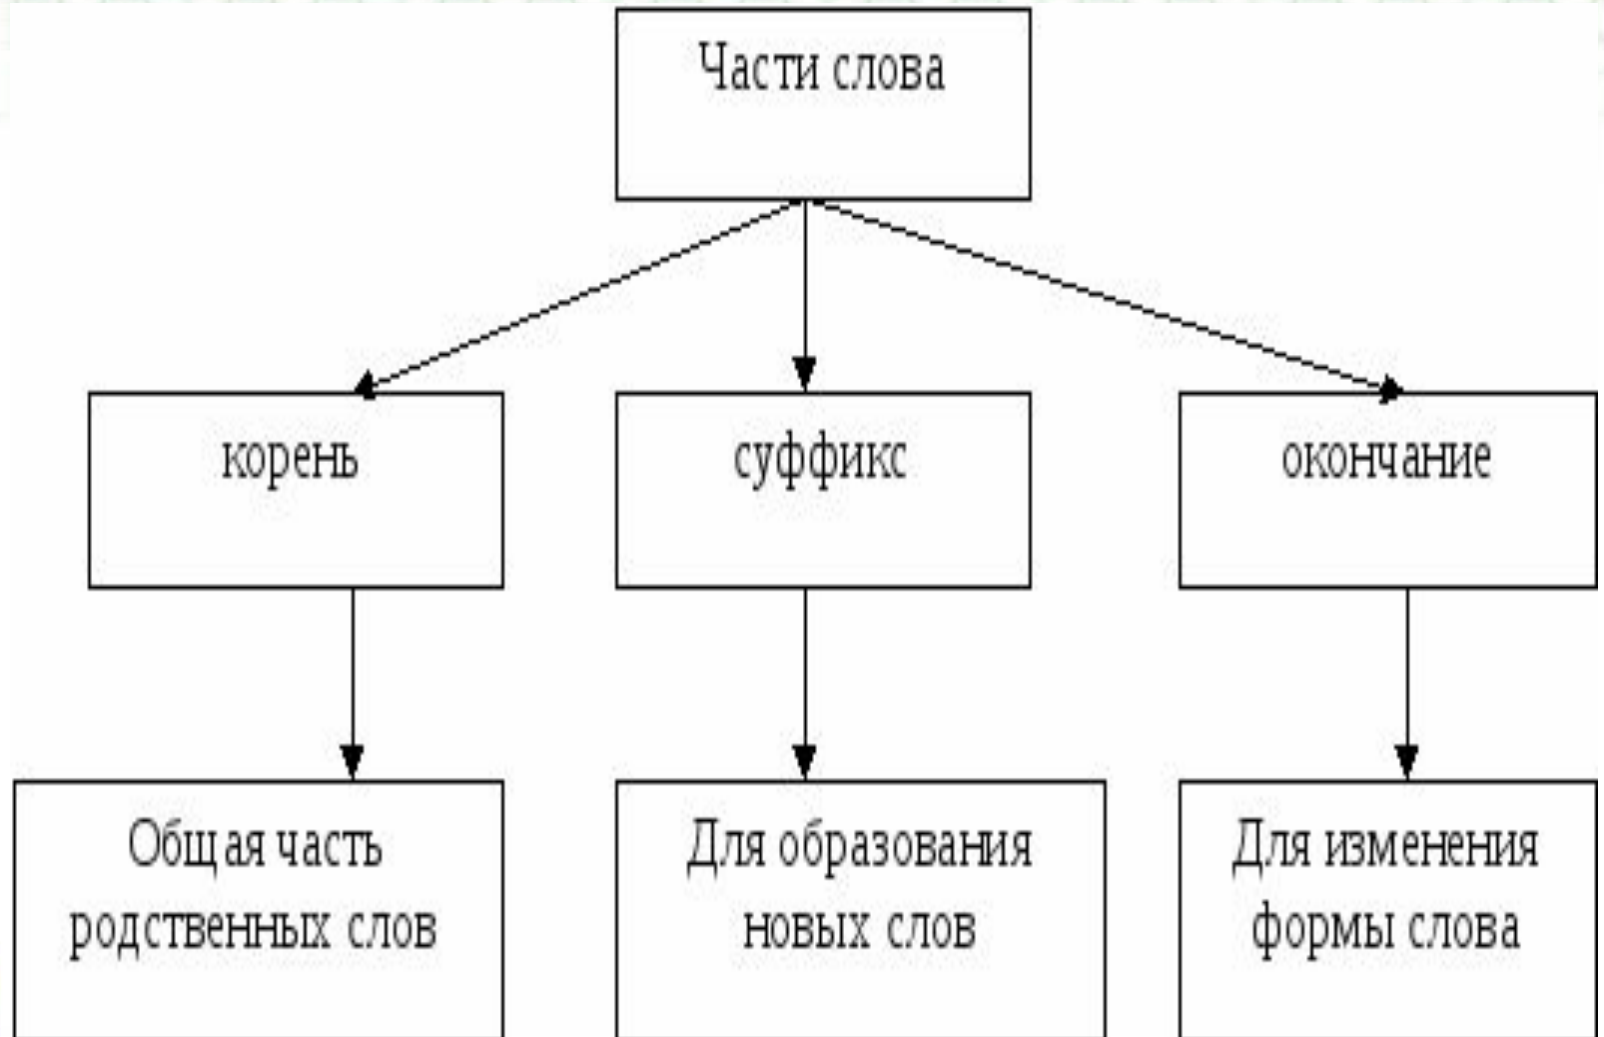 Части слова
корень
суффикс
окончание
Общая часть
родственных слов
Для образования
новых слов
Для изменения
формы слова